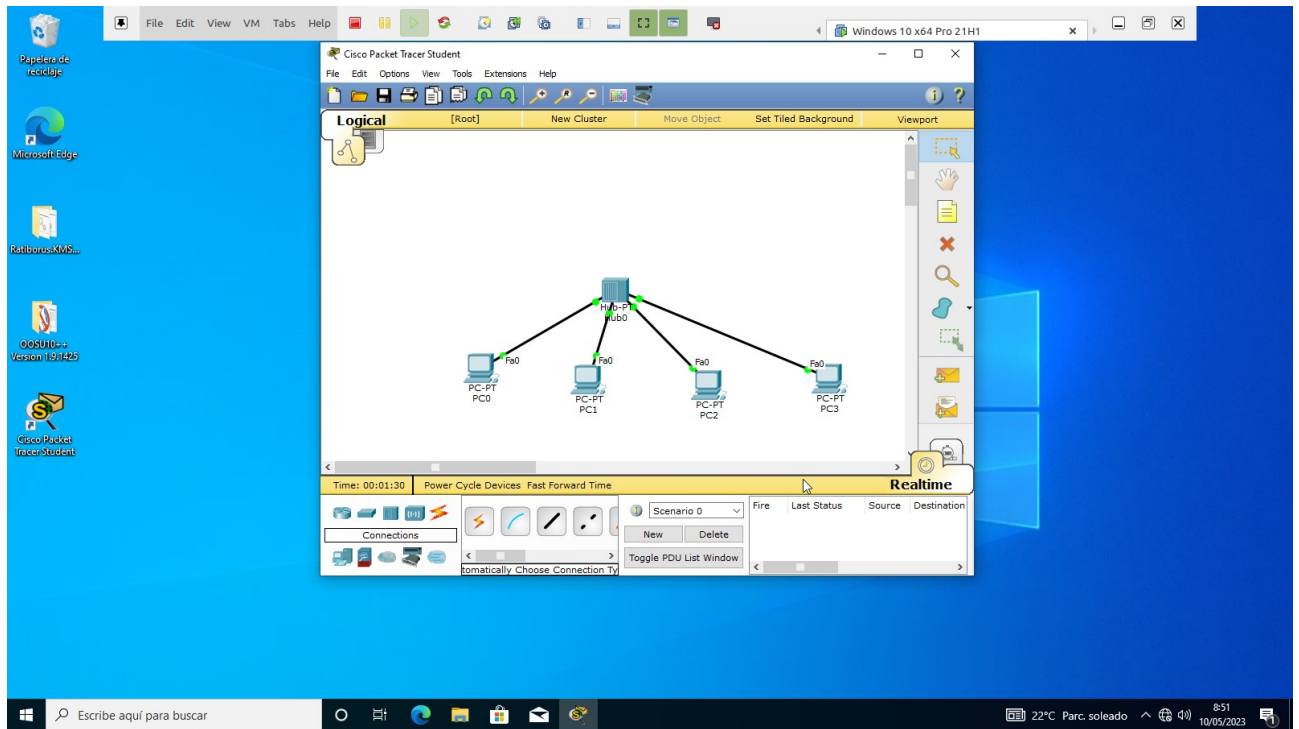 File Edit View VM Tabs Help
Windows 10 x64 Pro 21H1
Papelera de
reciclaje
Microsoft Edge
Ratiborus.KMS...
OOSU10++
Version 1.9.1425
Cisco Packet
Tracer Student
Cisco Packet Tracer Student
File Edit Options View Tools Extensions Help
Logical [Root] New Cluster Move Object Set Tiled Background Viewport
Hub-PT
Hub0
Fa0 Fa0 Fa0 Fa0
PC-PT
PC0
PC-PT
PC1
PC-PT
PC2
PC-PT
PC3
Time: 00:01:30 Power Cycle Devices Fast Forward Time Realtime
Connections
tomatically Choose Connection Ty
Scenario 0
New Delete
Toggle PDU List Window
Fire Last Status Source Destination
Escribe aquí para buscar
22°C Parc. soleado
8:51
10/05/2023